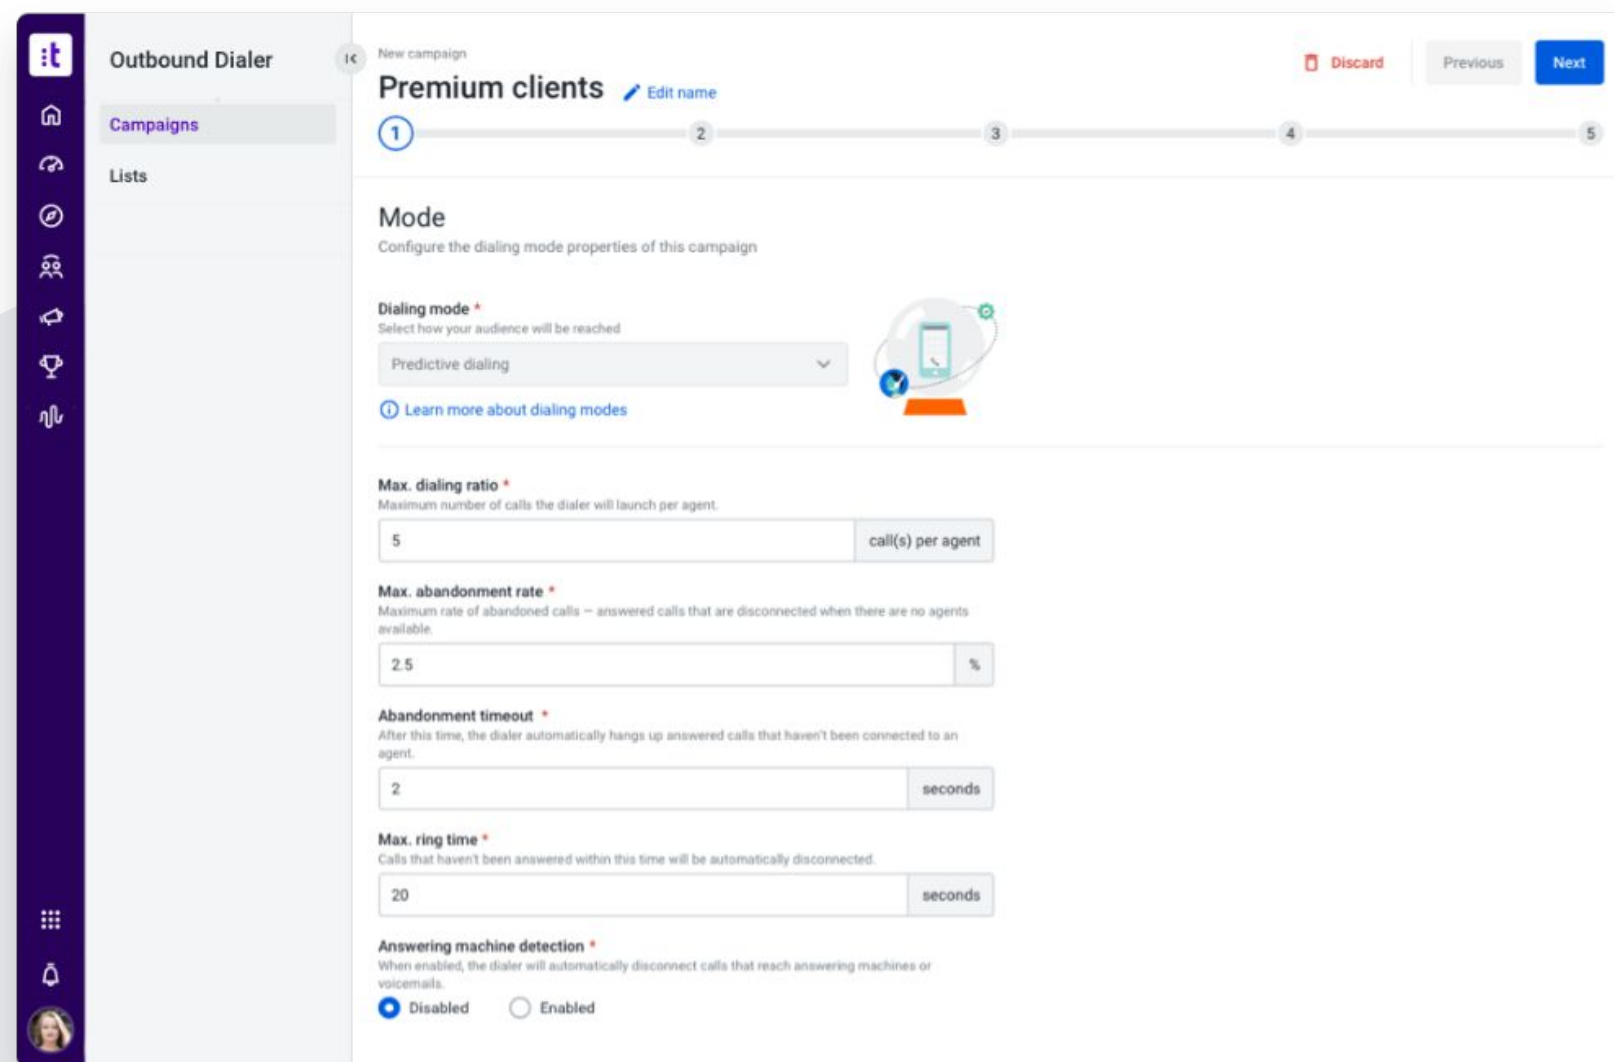 :t
Outbound Dialer
Campaigns
Lists
New campaign
Premium clients
Edit name
Discard
Previous
Next
1
2
3
4
5
Mode
Configure the dialing mode properties of this campaign
Dialing mode *
Select how your audience will be reached
Predictive dialing
Learn more about dialing modes
Max. dialing ratio *
Maximum number of calls the dialer will launch per agent.
5
call(s) per agent
Max. abandonment rate *
Maximum rate of abandoned calls – answered calls that are disconnected when there are no agents
available.
2.5
%
Abandonment timeout *
After this time, the dialer automatically hangs up answered calls that haven't been connected to an
agent.
2
seconds
Max. ring time *
Calls that haven't been answered within this time will be automatically disconnected.
20
seconds
Answering machine detection *
When enabled, the dialer will automatically disconnect calls that reach answering machines or
voicemails.
Disabled
Enabled